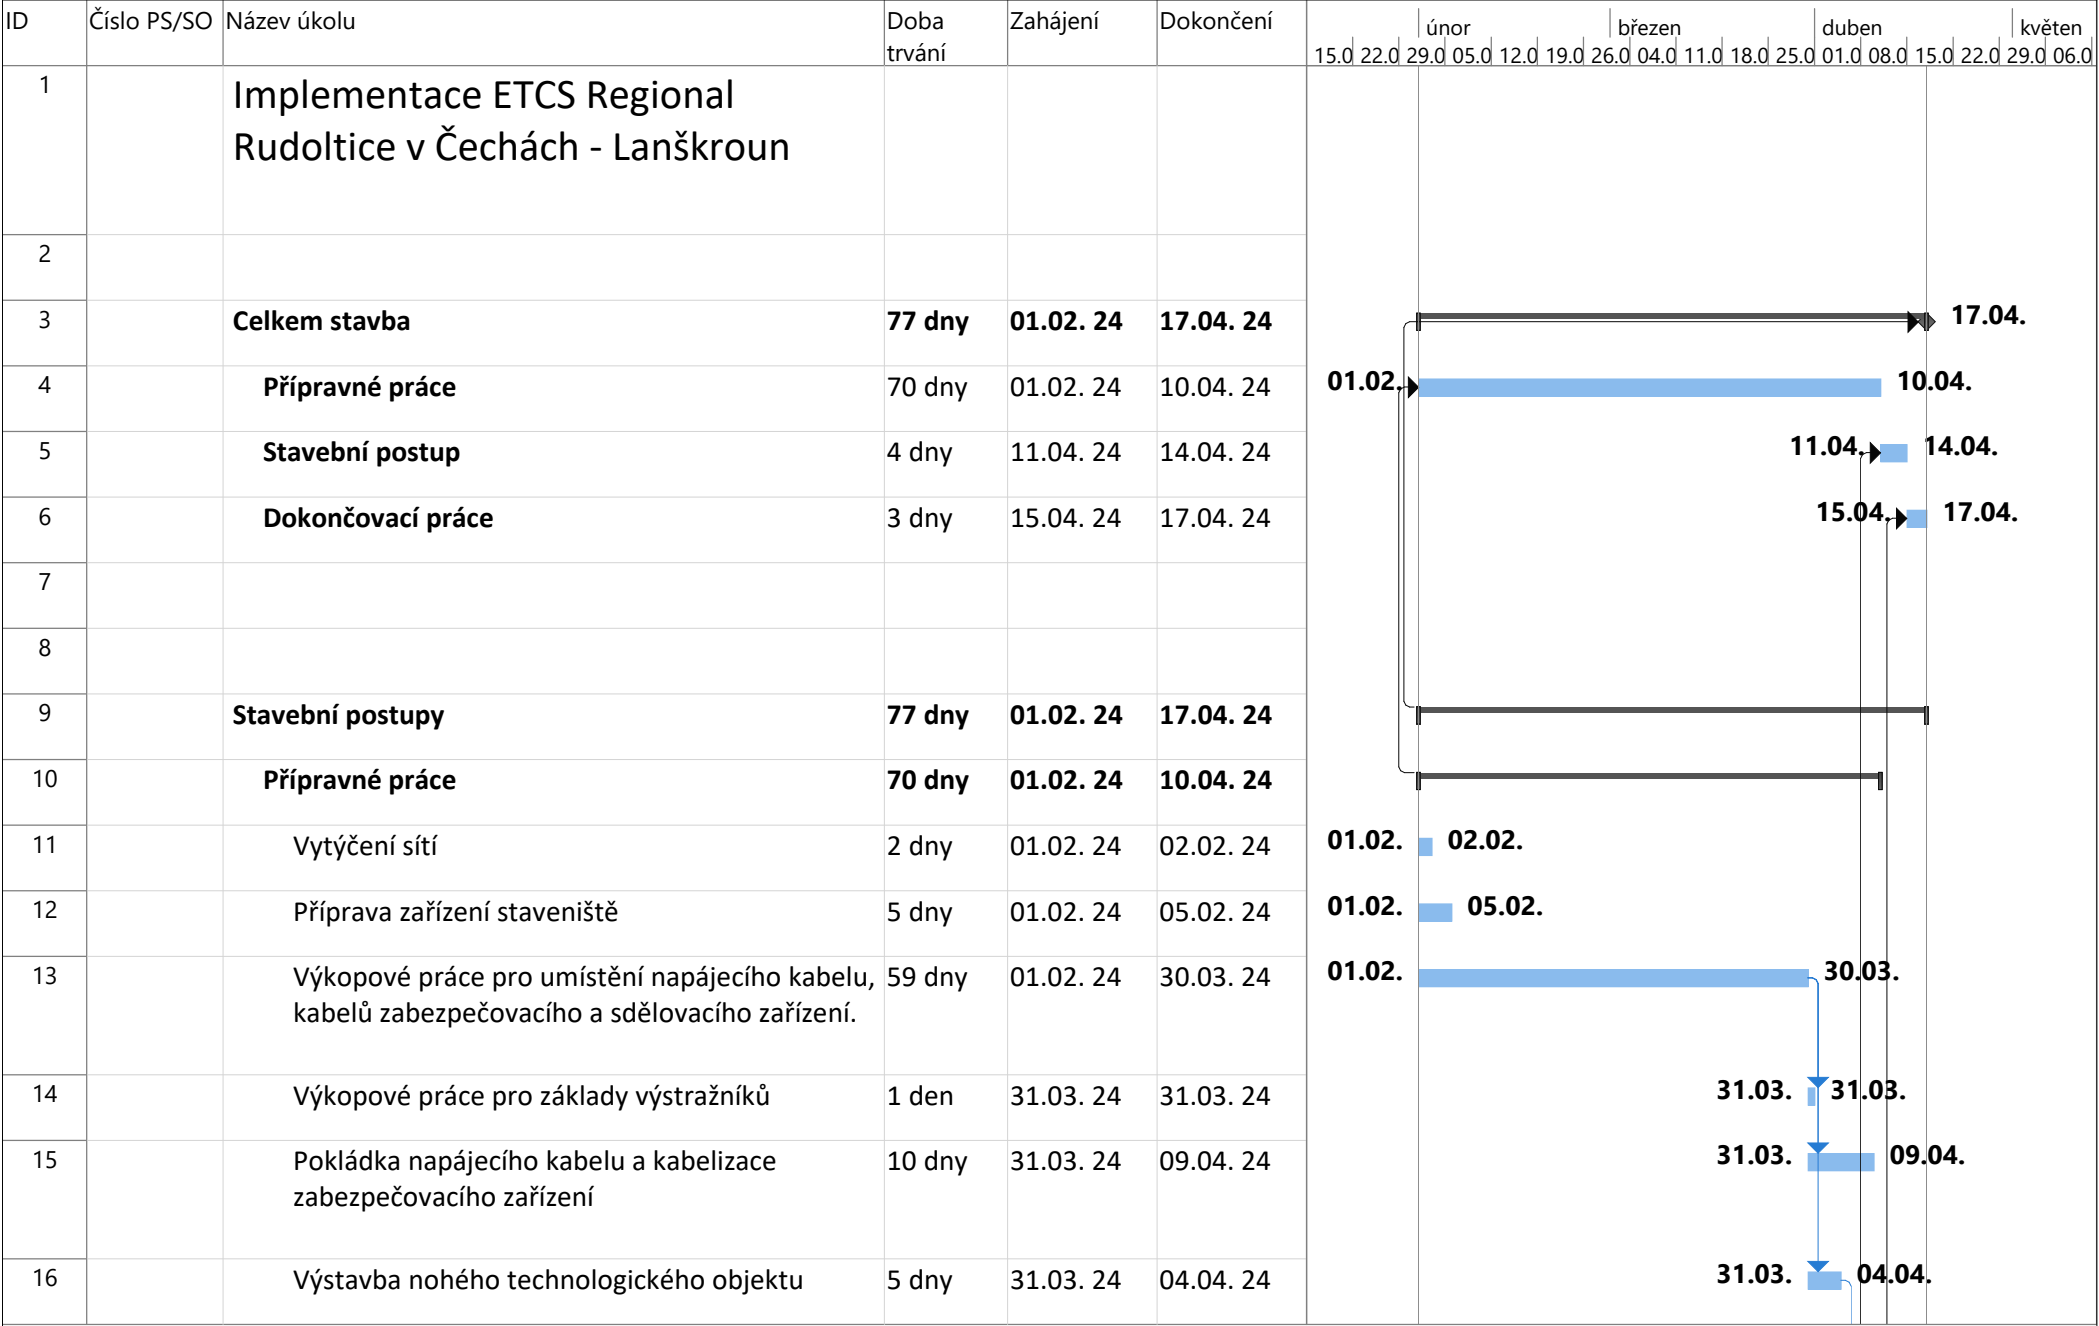 ID Číslo PS/SO Název úkolu Doba trvání Zahájení Dokončení
únor březen duben květen
15.0 22.0 29.0 05.0 12.0 19.0 26.0 04.0 11.0 18.0 25.0 01.0 08.0 15.0 22.0 29.0 06.0
1 Implementace ETCS Regional
Rudoltice v Čechách - Lanškroun
2
3 Celkem stavba 77 dny 01.02. 24 17.04. 24 17.04.
4 Přípravné práce 70 dny 01.02. 24 10.04. 24 01.02. 10.04.
5 Stavební postup 4 dny 11.04. 24 14.04. 24 11.04. 14.04.
6 Dokončovací práce 3 dny 15.04. 24 17.04. 24 15.04. 17.04.
7
8
9 Stavební postupy 77 dny 01.02. 24 17.04. 24
10 Přípravné práce 70 dny 01.02. 24 10.04. 24
11 Vytýčení sítí 2 dny 01.02. 24 02.02. 24 01.02. 02.02.
12 Příprava zařízení staveniště 5 dny 01.02. 24 05.02. 24 01.02. 05.02.
13 Výkopové práce pro umístění napájecího kabelu, 59 dny 01.02. 24 30.03. 24 01.02. 30.03.
kabelů zabezpečovacího a sdělovacího zařízení.
14 Výkopové práce pro základy výstražníků 1 den 31.03. 24 31.03. 24 31.03. 31.03.
15 Pokládka napájecího kabelu a kabelizace 10 dny 31.03. 24 09.04. 24 31.03. 09.04.
zabezpečovacího zařízení
16 Výstavba nohého technologického objektu 5 dny 31.03. 24 04.04. 24 31.03. 04.04.